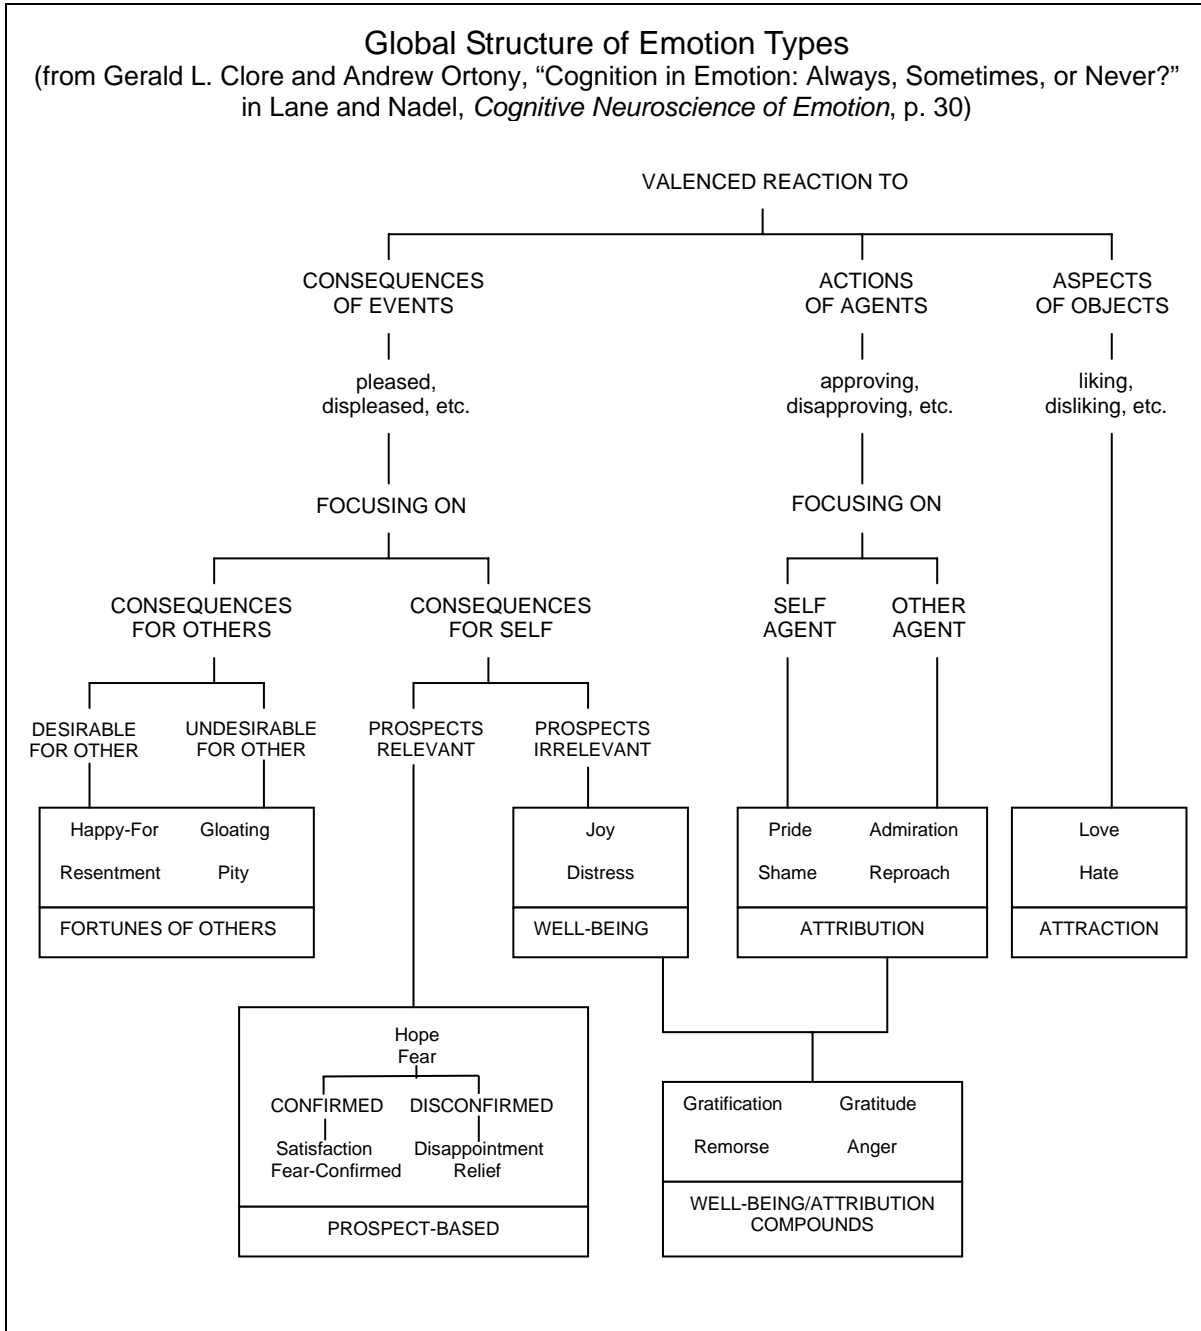 Global Structure of Emotion Types
(from Gerald L. Clore and Andrew Ortony, “Cognition in Emotion: Always, Sometimes, or Never?”
in Lane and Nadel, Cognitive Neuroscience of Emotion, p. 30)
VALENCED REACTION TO
CONSEQUENCES
OF EVENTS
ACTIONS
OF AGENTS
ASPECTS
OF OBJECTS
pleased,
displeased, etc.
approving,
disapproving, etc.
liking,
disliking, etc.
FOCUSING ON
FOCUSING ON
CONSEQUENCES
FOR OTHERS
CONSEQUENCES
FOR SELF
SELF
AGENT
OTHER
AGENT
DESIRABLE
FOR OTHER
UNDESIRABLE
FOR OTHER
PROSPECTS
RELEVANT
PROSPECTS
IRRELEVANT
Happy-For Gloating
Resentment Pity
FORTUNES OF OTHERS
Joy
Distress
WELL-BEING
Pride Admiration
Shame Reproach
ATTRIBUTION
Love
Hate
ATTRACTION
Hope
Fear
CONFIRMED DISCONFIRMED
Satisfaction Disappointment
Fear-Confirmed Relief
PROSPECT-BASED
Gratification Gratitude
Remorse Anger
WELL-BEING/ATTRIBUTION
COMPOUNDS